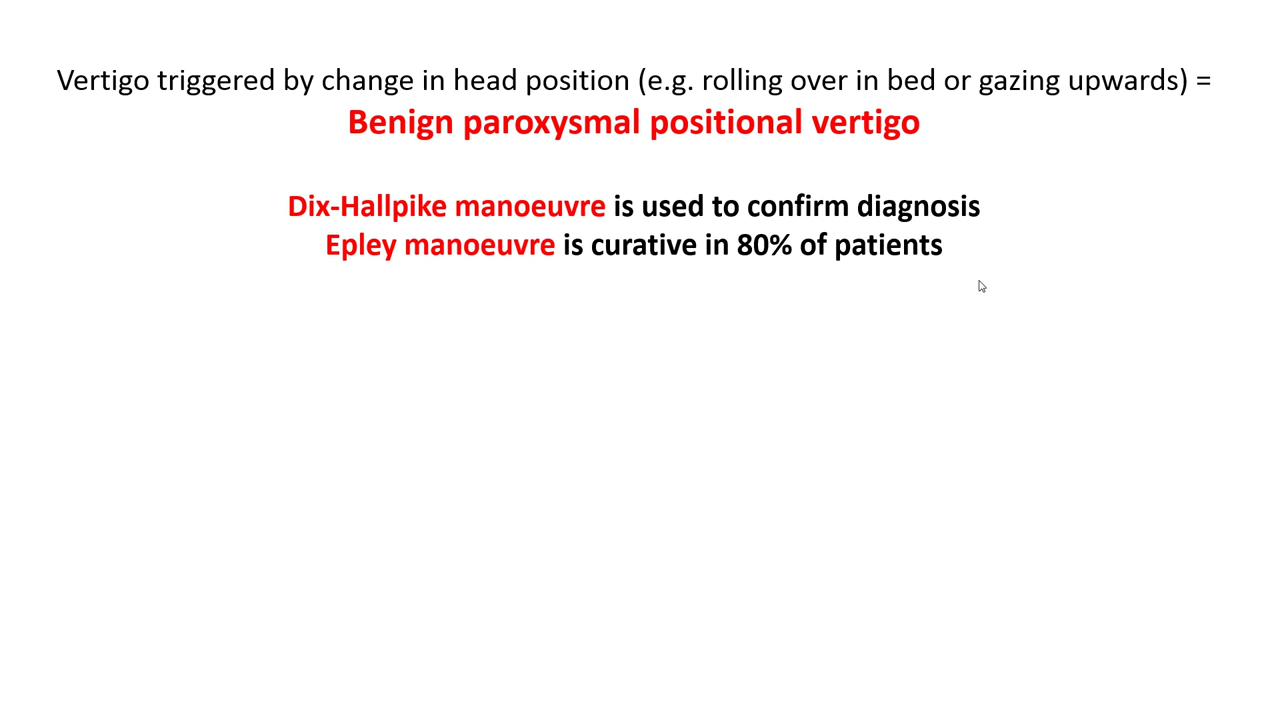 Vertigo triggered by change in head position (e.g. rolling over in bed or gazing upwards) =
Benign paroxysmal positional vertigo
Dix-Hallpike manoeuvre is used to confirm diagnosis
Epley manoeuvre is curative in 80% of patients